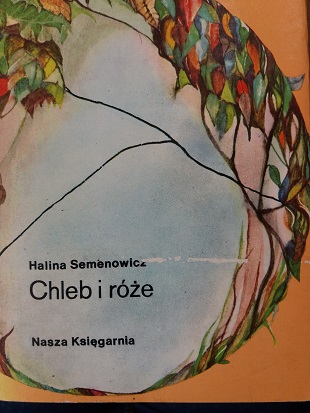 Halina Semenowicz
Chleb i róże
Nasza Księgarnia